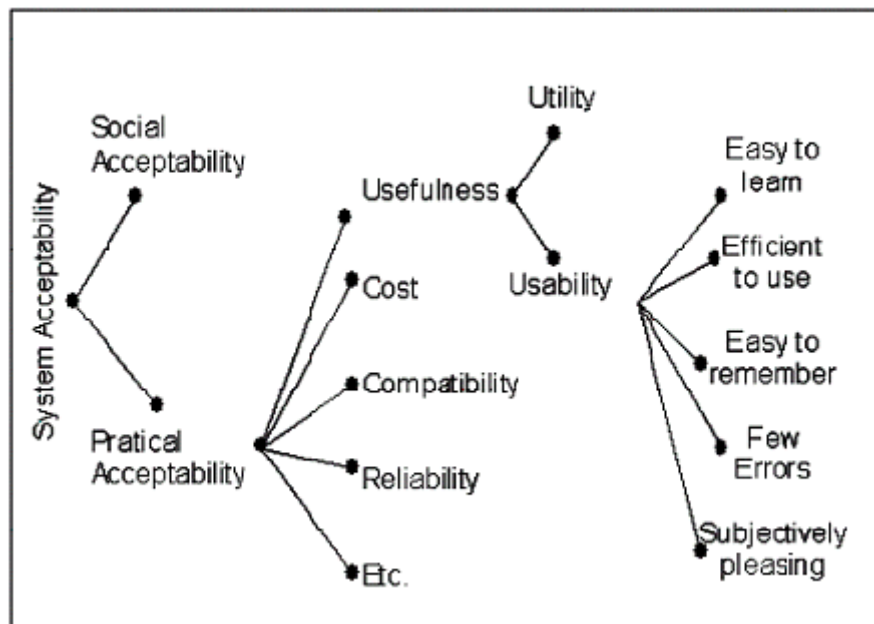 System Acceptability
Social
Acceptability
Pratical
Acceptability
Usefulness
Cost
Compatibility
Reliability
Etc.
Utility
Usability
Easy to
learn
Efficient
to use
Easy to
remember
Few
Errors
Subjectively
pleasing